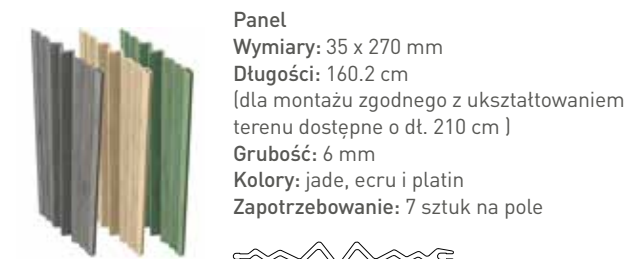 Panel
Wymiary: 35 x 270 mm
Długości: 160.2 cm
(dla montażu zgodnego z ukształtowaniem
terenu dostępne o dł. 210 cm )
Grubość: 6 mm
Kolory: jade, ecru i platin
Zapotrzebowanie: 7 sztuk na pole